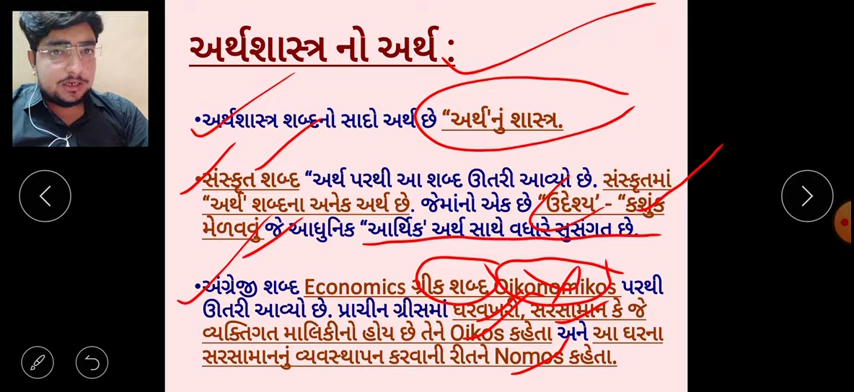 અર્થશાસ્ત્ર નો અર્થ :
•અર્થશાસ્ત્ર શબ્દનો સાદો અર્થ છે “અર્થ'નું શાસ્ત્ર.
•સંસ્કૃત શબ્દ “અર્થ પરથી આ શબ્દ ઊતરી આવ્યો છે. સંસ્કૃતમાં
“અર્થ' શબ્દના અનેક અર્થ છે. જેમાંનો એક છે “ઉદેશ્ય’ - “કશુંક
મેળવવું જે આધુનિક “આર્થિક' અર્થ સાથે વધારે સુસંગત છે.
•અંગ્રેજી શબ્દ Economics ગ્રીક શબ્દ Oikonomikos પરથી
ઊતરી આવ્યો છે. પ્રાચીન ગ્રીસમાં ઘરવખરી, સરસામાન કે જે
વ્યક્તિગત માલિકીનો હોય છે તેને Oikos કહેતા અને આ ઘરના
સરસામાનનું વ્યવસ્થાપન કરવાની રીતને Nomos કહેતા.